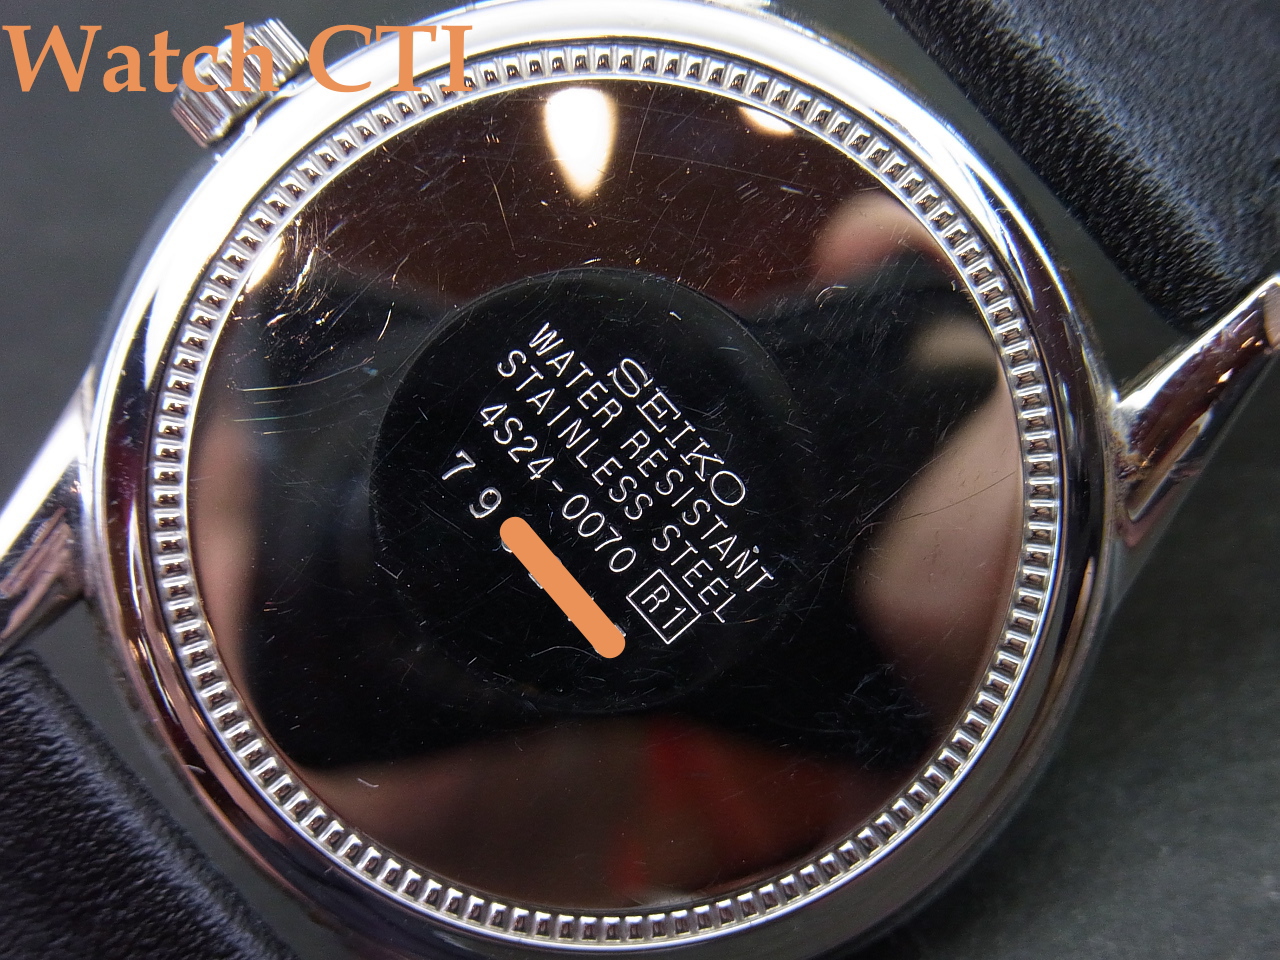 Watch CTI
SEIKO
WATER RESISTANT
STAINLESS STEEL
4S24-0070 R1
79